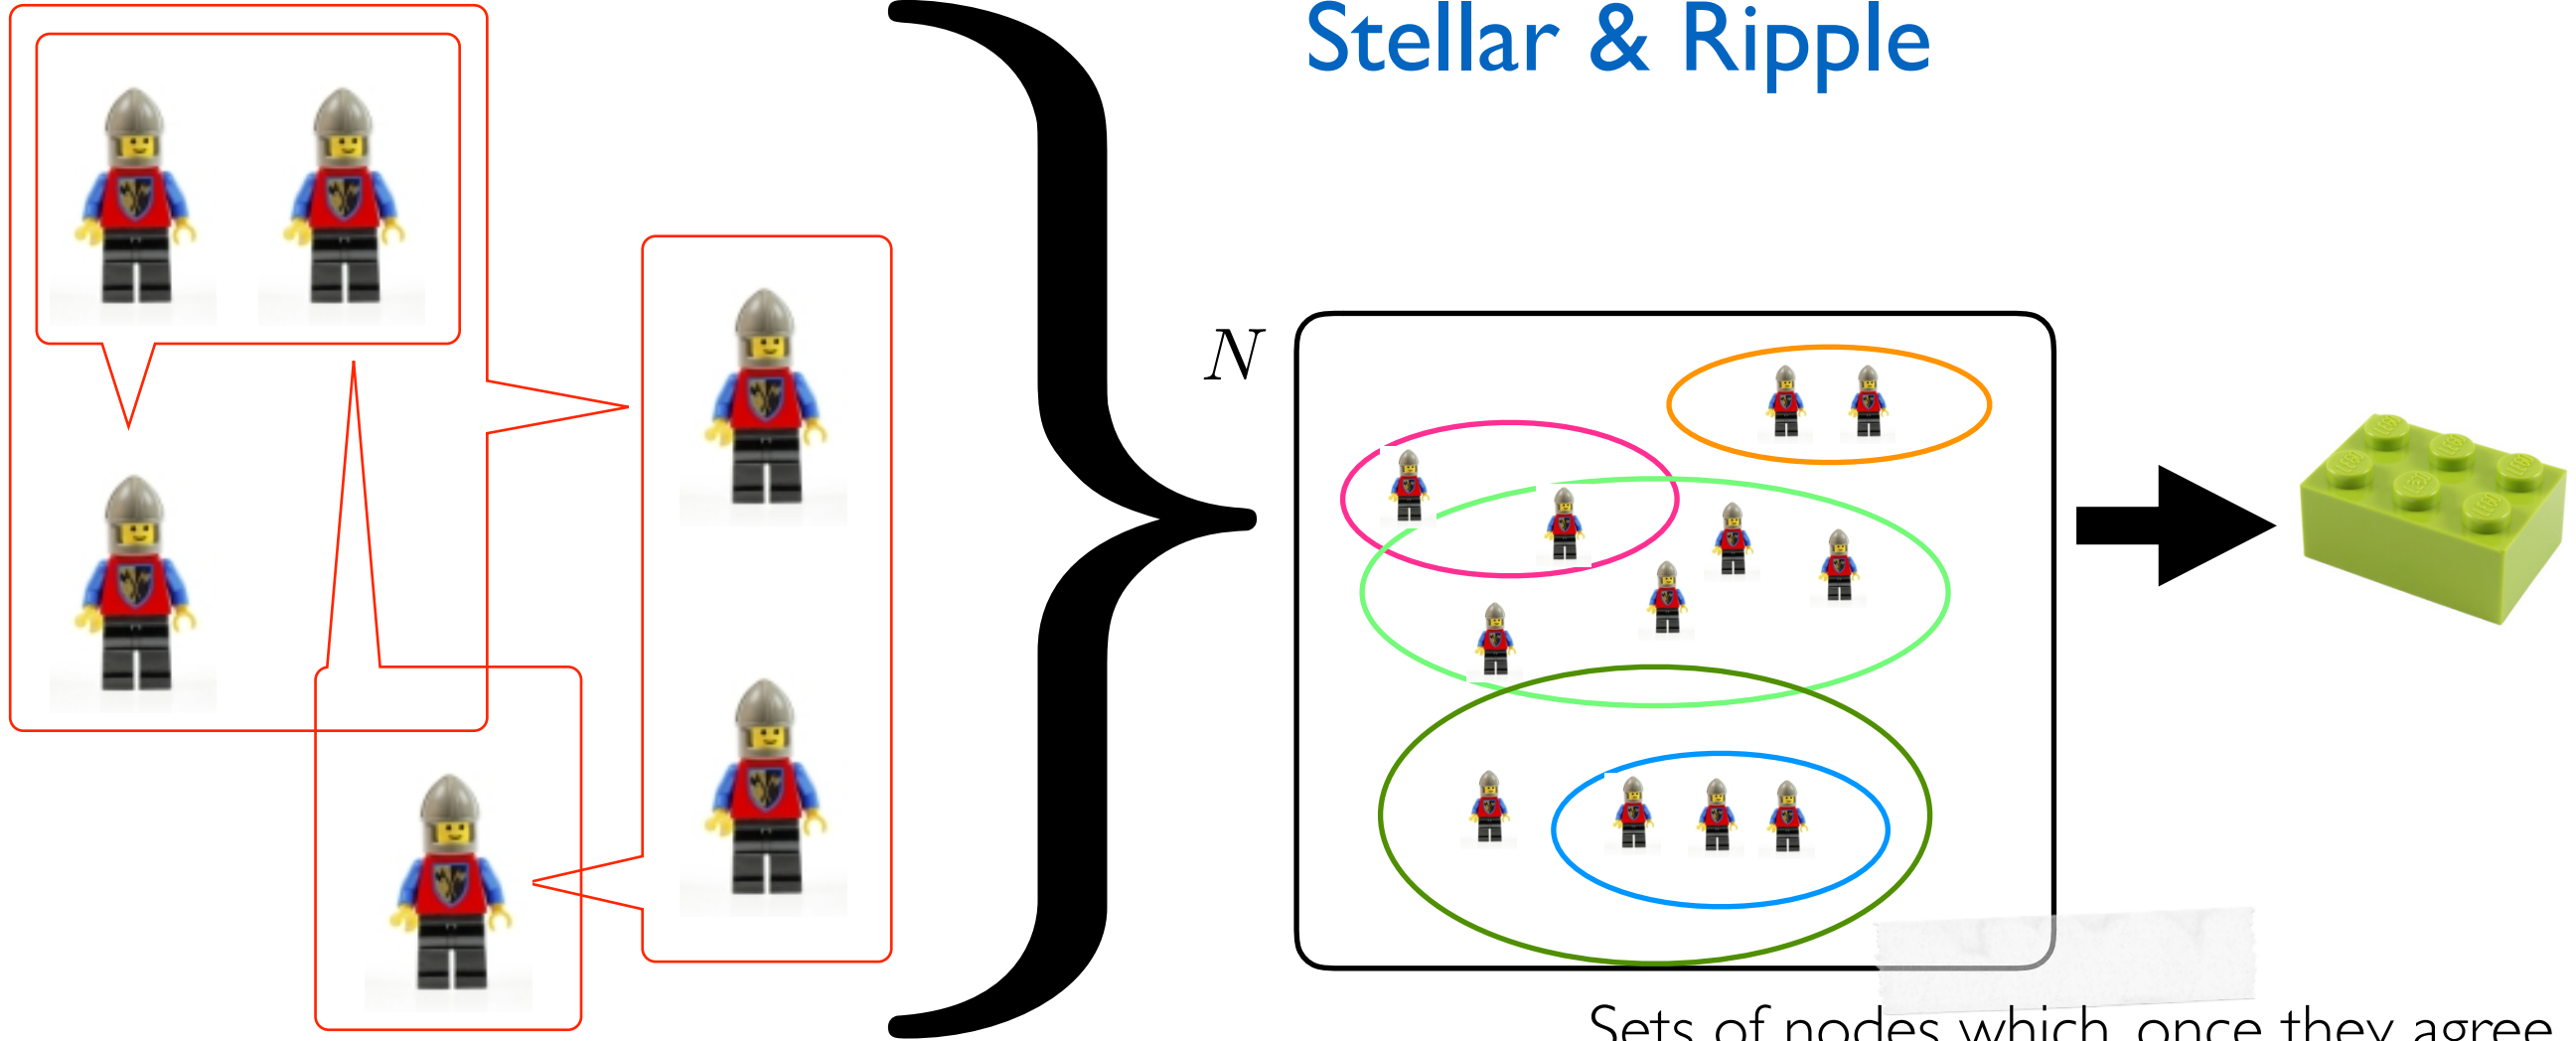 Stellar & Ripple
N
Sets of nodes which, once they agree